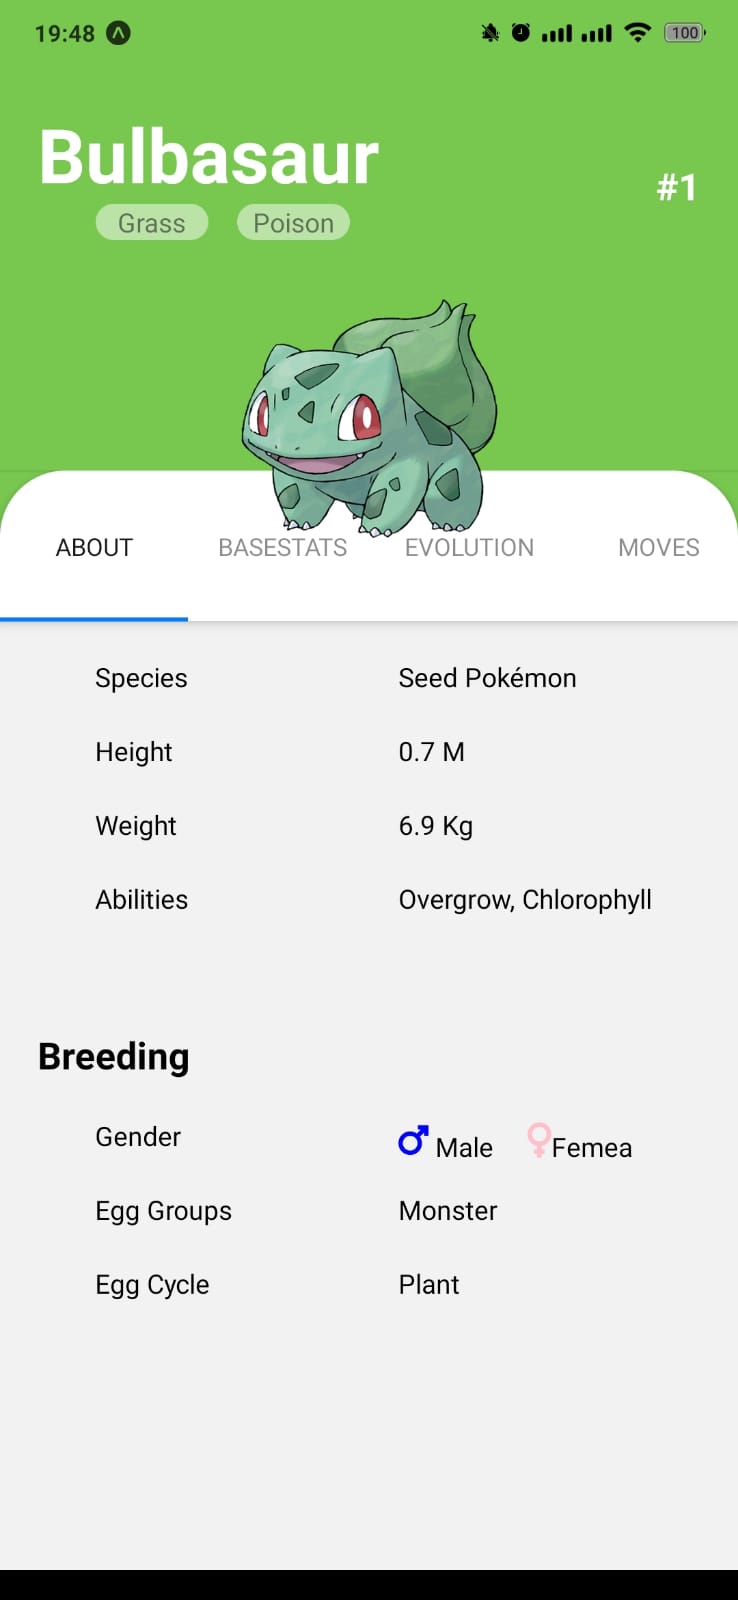 19:48 100
Bulbasaur
#1
Grass Poison
ABOUT BASESTATS EVOLUTION MOVES
Species Seed Pokémon
Height 0.7 M
Weight 6.9 Kg
Abilities Overgrow, Chlorophyll
Breeding
Gender Male Femea
Egg Groups Monster
Egg Cycle Plant